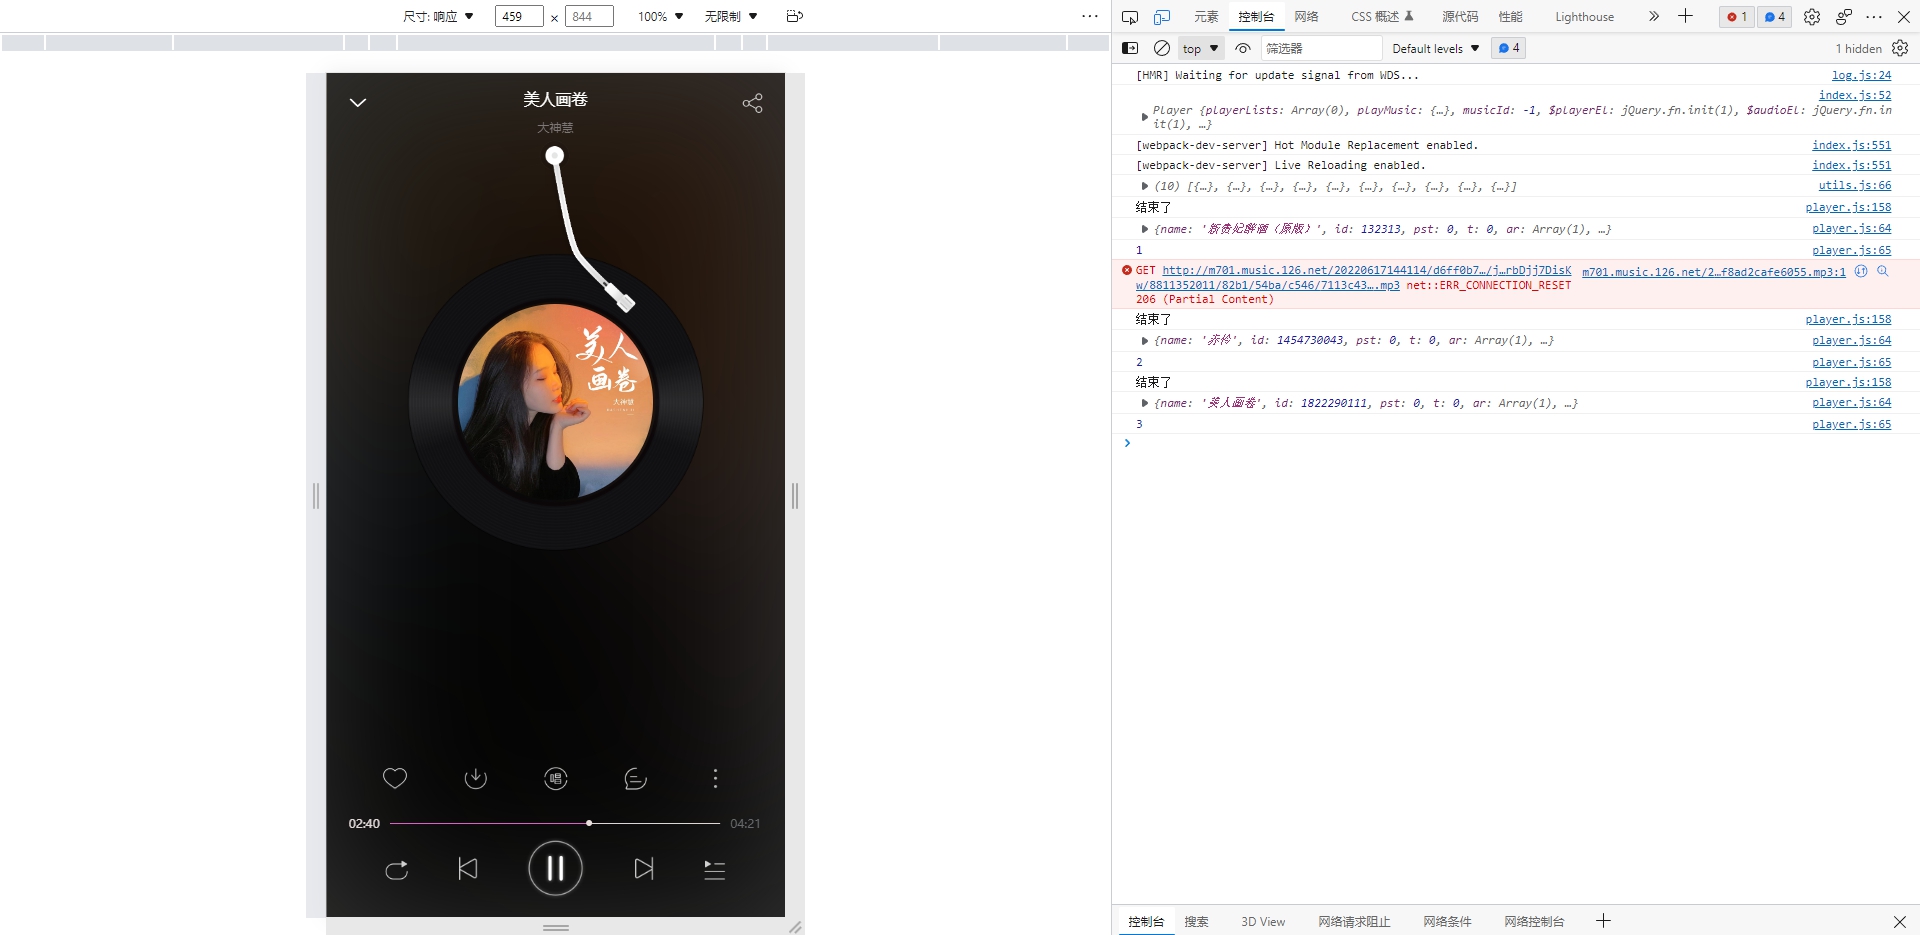 尺寸: 响应 ▼ 459 × 844 100% ▼ 无限制 ▼
美人画卷
大神慧
美人
画卷
大神慧
唱
02:40 04:21
元素 控制台 网络 CSS 概述 源代码 性能 Lighthouse 1 4
top ▼ 筛选器 Default levels ▼ 4 1 hidden
[HMR] Waiting for update signal from WDS... log.js:24
index.js:52
Player {playerLists: Array(0), playMusic: {…}, musicId: -1, $playerEl: jQuery.fn.init(1), $audioEl: jQuery.fn.in
it(1), …}
[webpack-dev-server] Hot Module Replacement enabled. index.js:551
[webpack-dev-server] Live Reloading enabled. index.js:551
(10) [{…}, {…}, {…}, {…}, {…}, {…}, {…}, {…}, {…}, {…}] utils.js:66
结束了 player.js:158
{name: '新贵妃醉酒（原版）', id: 132313, pst: 0, t: 0, ar: Array(1), …} player.js:64
1 player.js:65
GET http://m701.music.126.net/20220617144114/d6ff0b7…/j…rbDjj7DisK m701.music.126.net/2…f8ad2cafe6055.mp3:1
w/8811352011/82b1/54ba/c546/7113c43….mp3 net::ERR_CONNECTION_RESET
206 (Partial Content)
结束了 player.js:158
{name: '赤伶', id: 1454730043, pst: 0, t: 0, ar: Array(1), …} player.js:64
2 player.js:65
结束了 player.js:158
{name: '美人画卷', id: 1822290111, pst: 0, t: 0, ar: Array(1), …} player.js:64
3 player.js:65
控制台 搜索 3D View 网络请求阻止 网络条件 网络控制台